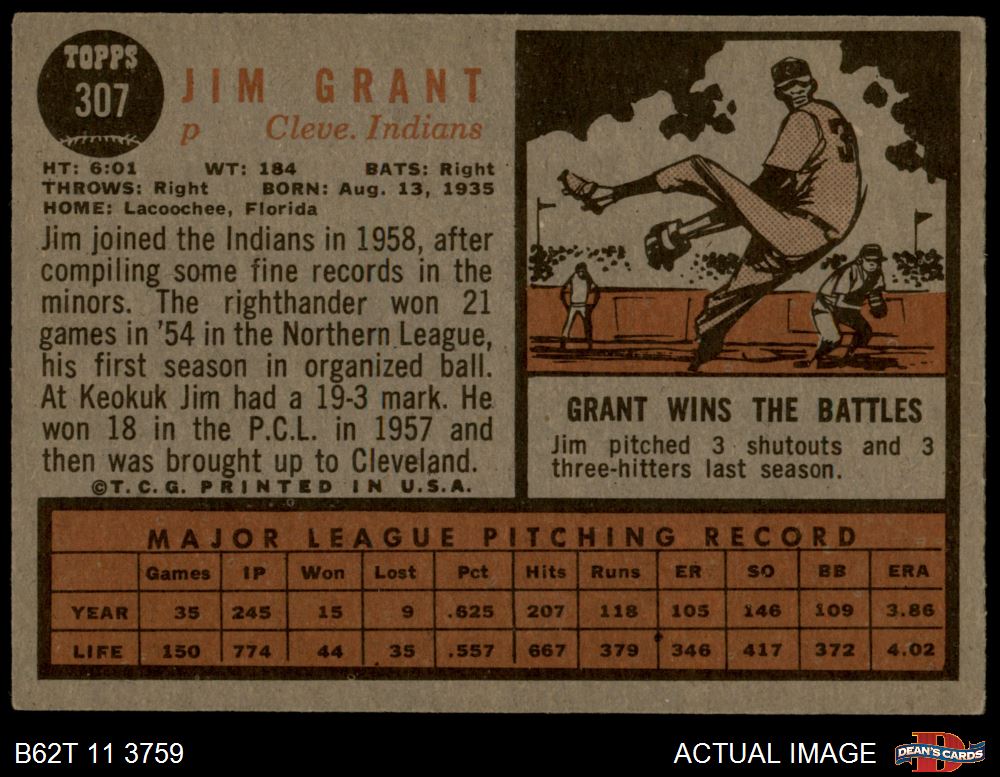 TOPPS
307
JIM GRANT
p Cleve. Indians
HT: 6:01 WT: 184 BATS: Right
THROWS: Right BORN: Aug. 13, 1935
HOME: Lacoochee, Florida
Jim joined the Indians in 1958, after
compiling some fine records in the
minors. The righthander won 21
games in '54 in the Northern League,
his first season in organized ball.
At Keokuk Jim had a 19-3 mark. He
won 18 in the P.C.L. in 1957 and
then was brought up to Cleveland.
©T.C.G. PRINTED IN U.S.A.
GRANT WINS THE BATTLES
Jim pitched 3 shutouts and 3
three-hitters last season.
MAJOR LEAGUE PITCHING RECORD
Games IP Won Lost Pct Hits Runs ER SO BB ERA
YEAR 35 245 15 9 .625 207 118 105 146 109 3.86
LIFE 150 774 44 35 .557 667 379 346 417 372 4.02
B62T 11 3759
ACTUAL IMAGE
DEAN'S CARDS